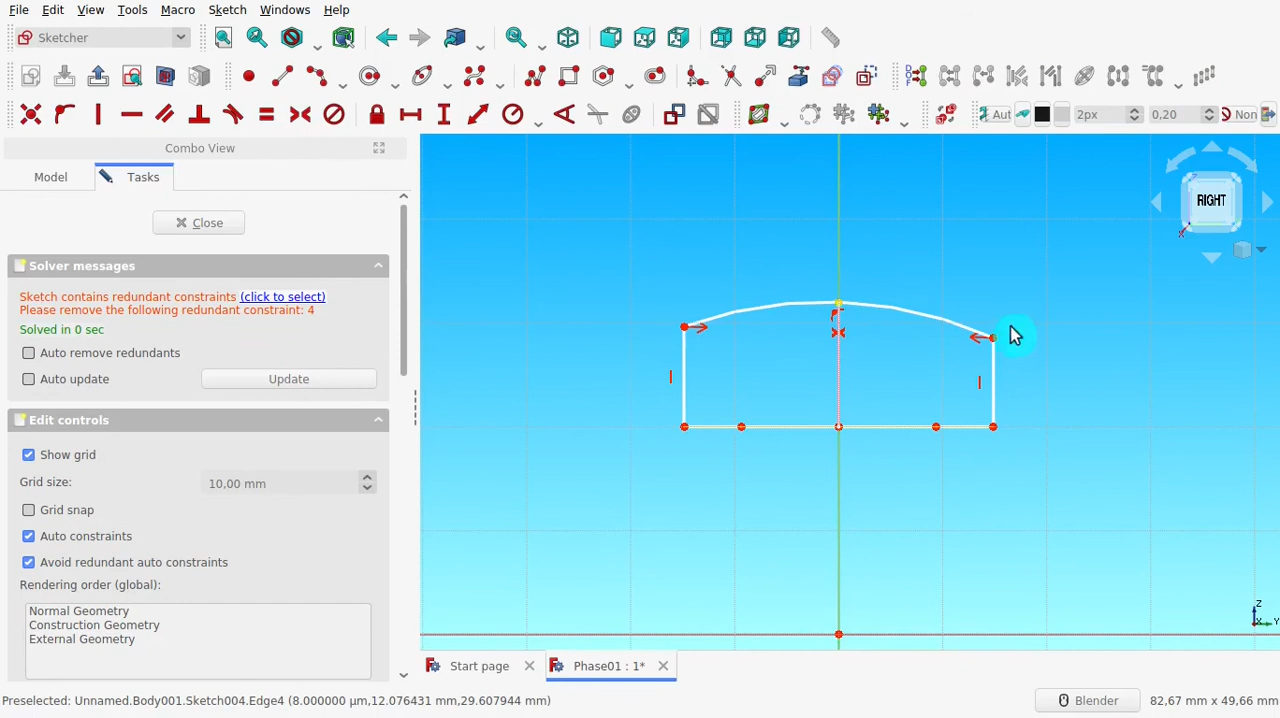 File Edit View Tools Macro Sketch Windows Help
Sketcher
Aut 2px 0,20 Non
Combo View
Model Tasks
Close
Solver messages
Sketch contains redundant constraints (click to select)
Please remove the following redundant constraint: 4
Solved in 0 sec
Auto remove redundants
Auto update Update
Edit controls
Show grid
Grid size: 10,00 mm
Grid snap
Auto constraints
Avoid redundant auto constraints
Rendering order (global):
Normal Geometry
Construction Geometry
External Geometry
RIGHT
Z
X
Z
X
Y
Start page Phase01 : 1*
Preselected: Unnamed.Body001.Sketch004.Edge4 (8.000000 µm,12.076431 mm,29.607944 mm) Blender 82,67 mm x 49,66 mm